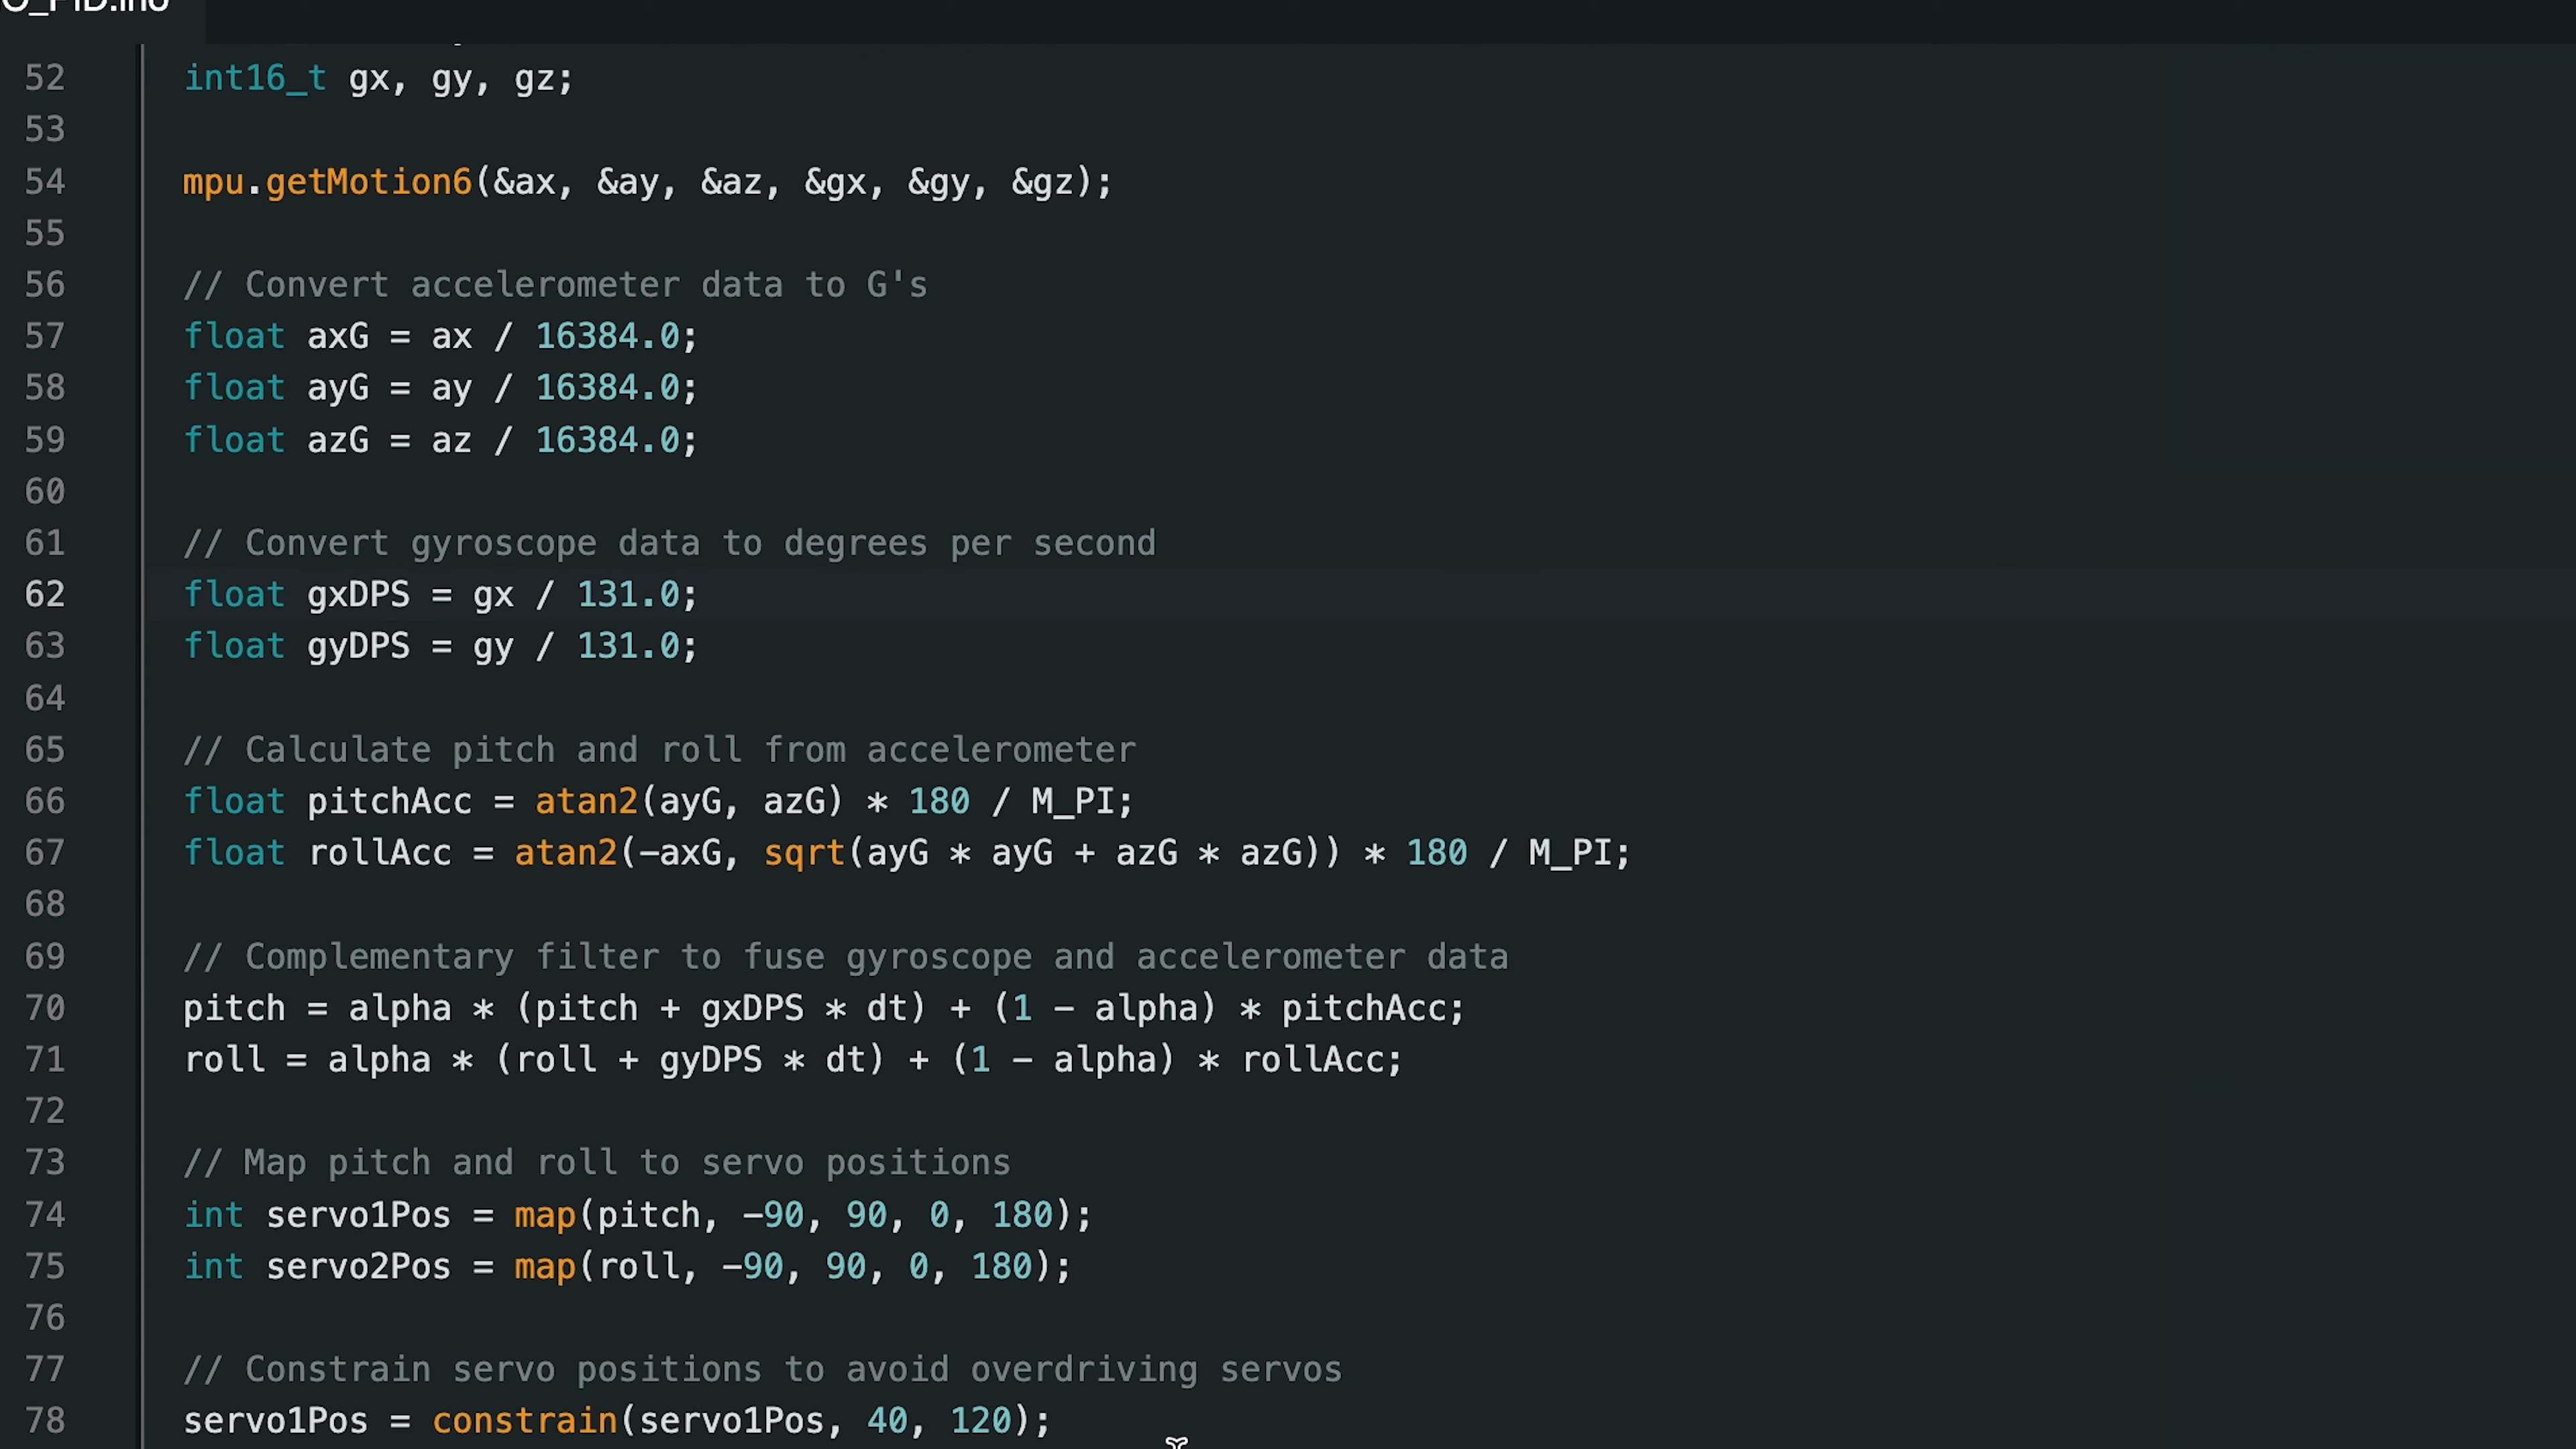 52 int16_t gx, gy, gz;
53
54 mpu.getMotion6(&ax, &ay, &az, &gx, &gy, &gz);
55
56 // Convert accelerometer data to G's
57 float axG = ax / 16384.0;
58 float ayG = ay / 16384.0;
59 float azG = az / 16384.0;
60
61 // Convert gyroscope data to degrees per second
62 float gxDPS = gx / 131.0;
63 float gyDPS = gy / 131.0;
64
65 // Calculate pitch and roll from accelerometer
66 float pitchAcc = atan2(ayG, azG) * 180 / M_PI;
67 float rollAcc = atan2(-axG, sqrt(ayG * ayG + azG * azG)) * 180 / M_PI;
68
69 // Complementary filter to fuse gyroscope and accelerometer data
70 pitch = alpha * (pitch + gxDPS * dt) + (1 - alpha) * pitchAcc;
71 roll = alpha * (roll + gyDPS * dt) + (1 - alpha) * rollAcc;
72
73 // Map pitch and roll to servo positions
74 int servo1Pos = map(pitch, -90, 90, 0, 180);
75 int servo2Pos = map(roll, -90, 90, 0, 180);
76
77 // Constrain servo positions to avoid overdriving servos
78 servo1Pos = constrain(servo1Pos, 40, 120);